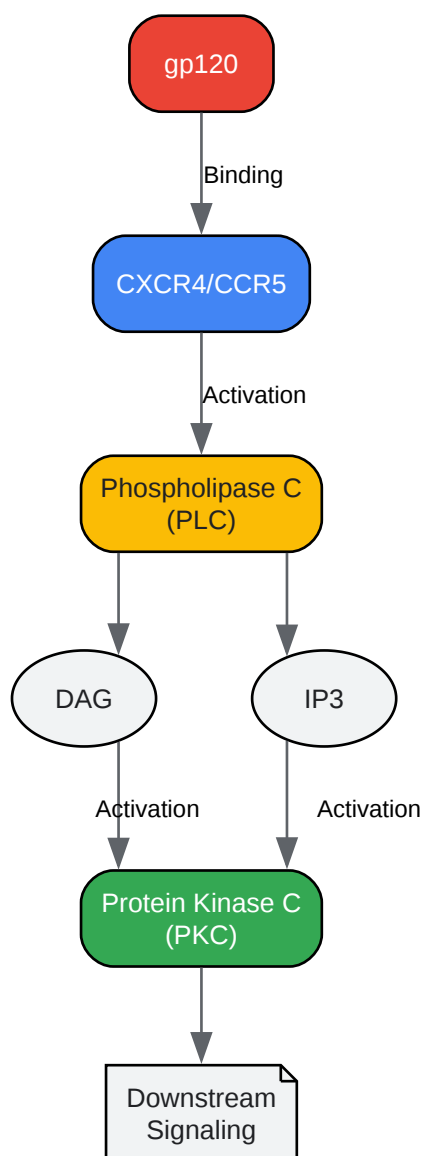 gp120
Binding
CXCR4/CCR5
Activation
Phospholipase C
(PLC)
DAG
IP3
Activation
Activation
Protein Kinase C
(PKC)
Downstream
Signaling